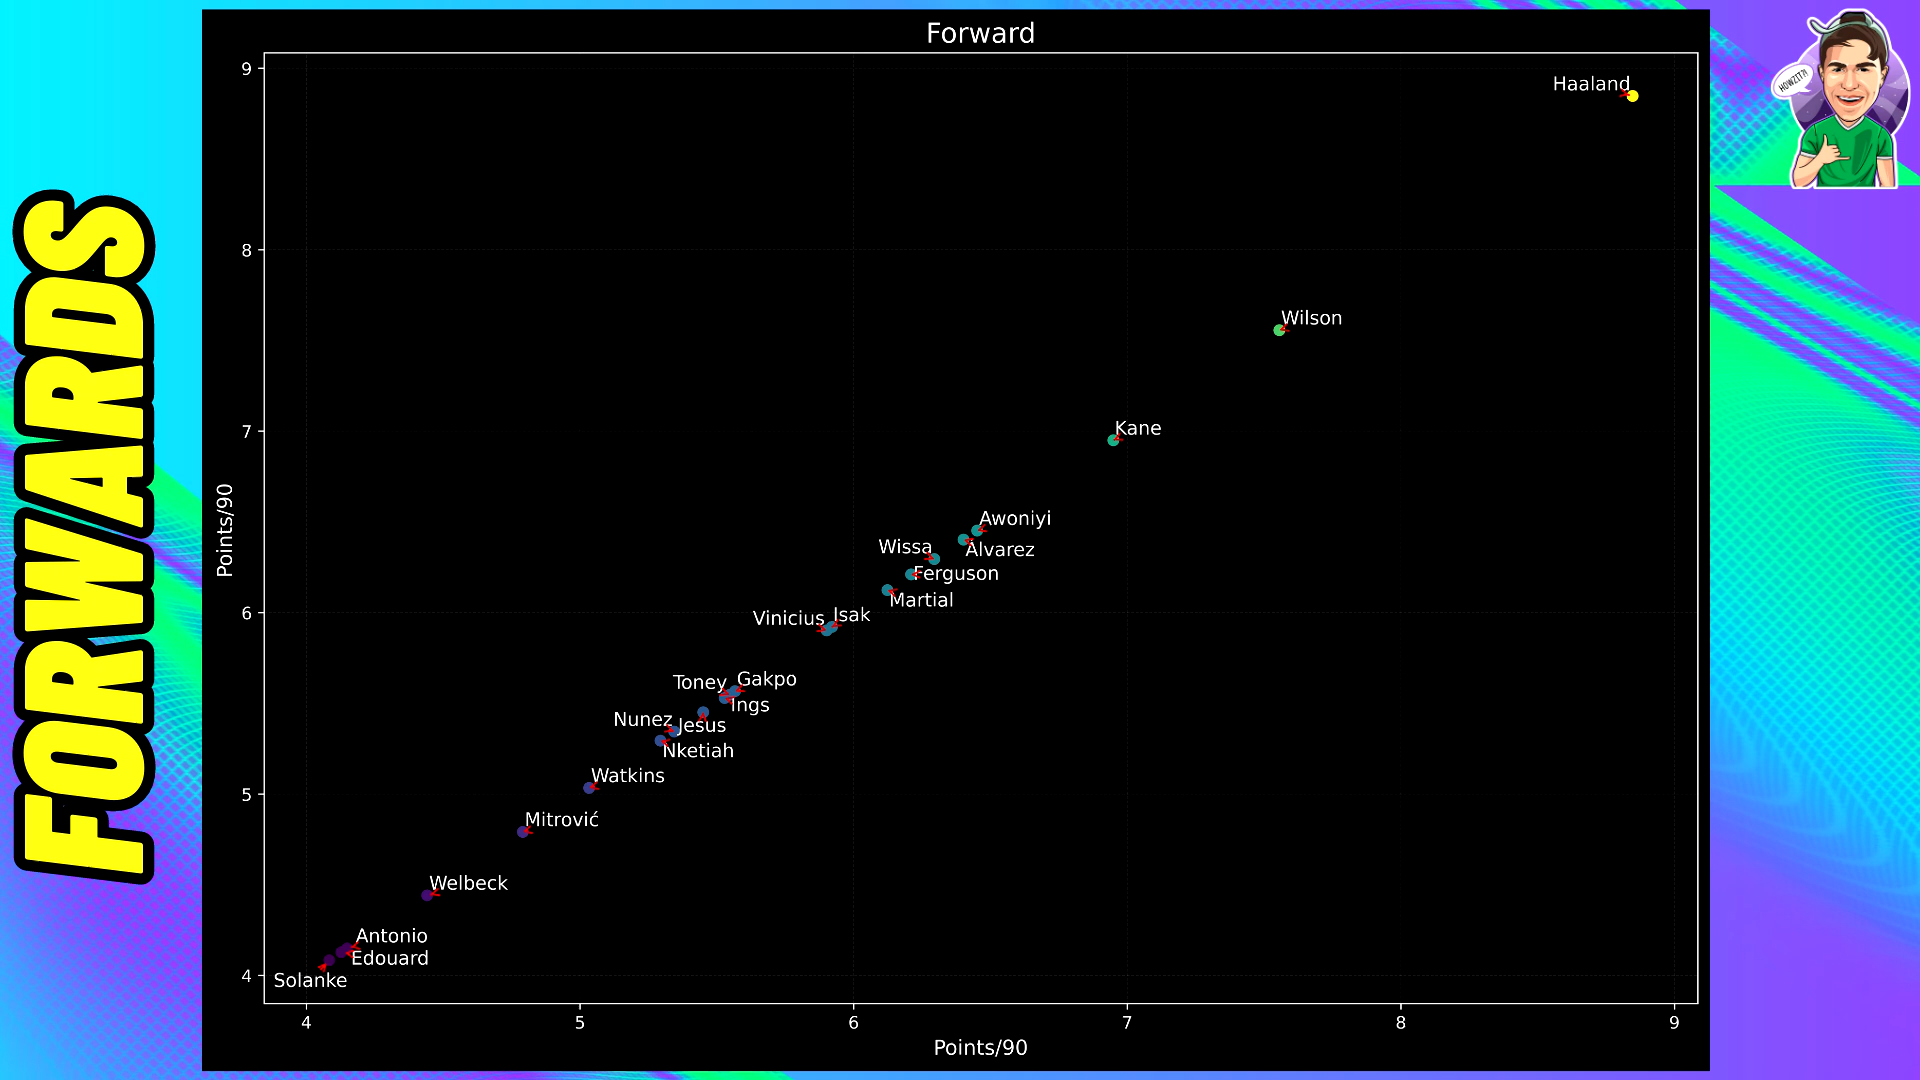 FORWARDS
Forward
HOWZIT?!
9
8
7
6
5
4
Points/90
Haaland
Wilson
Kane
Awoniyi
Wissa
Álvarez
Ferguson
Martial
Vinicius
Isak
Toney
Gakpo
Ings
Nunez
Jesus
Nketiah
Watkins
Mitrović
Welbeck
Antonio
Edouard
Solanke
4
5
6
7
8
9
Points/90